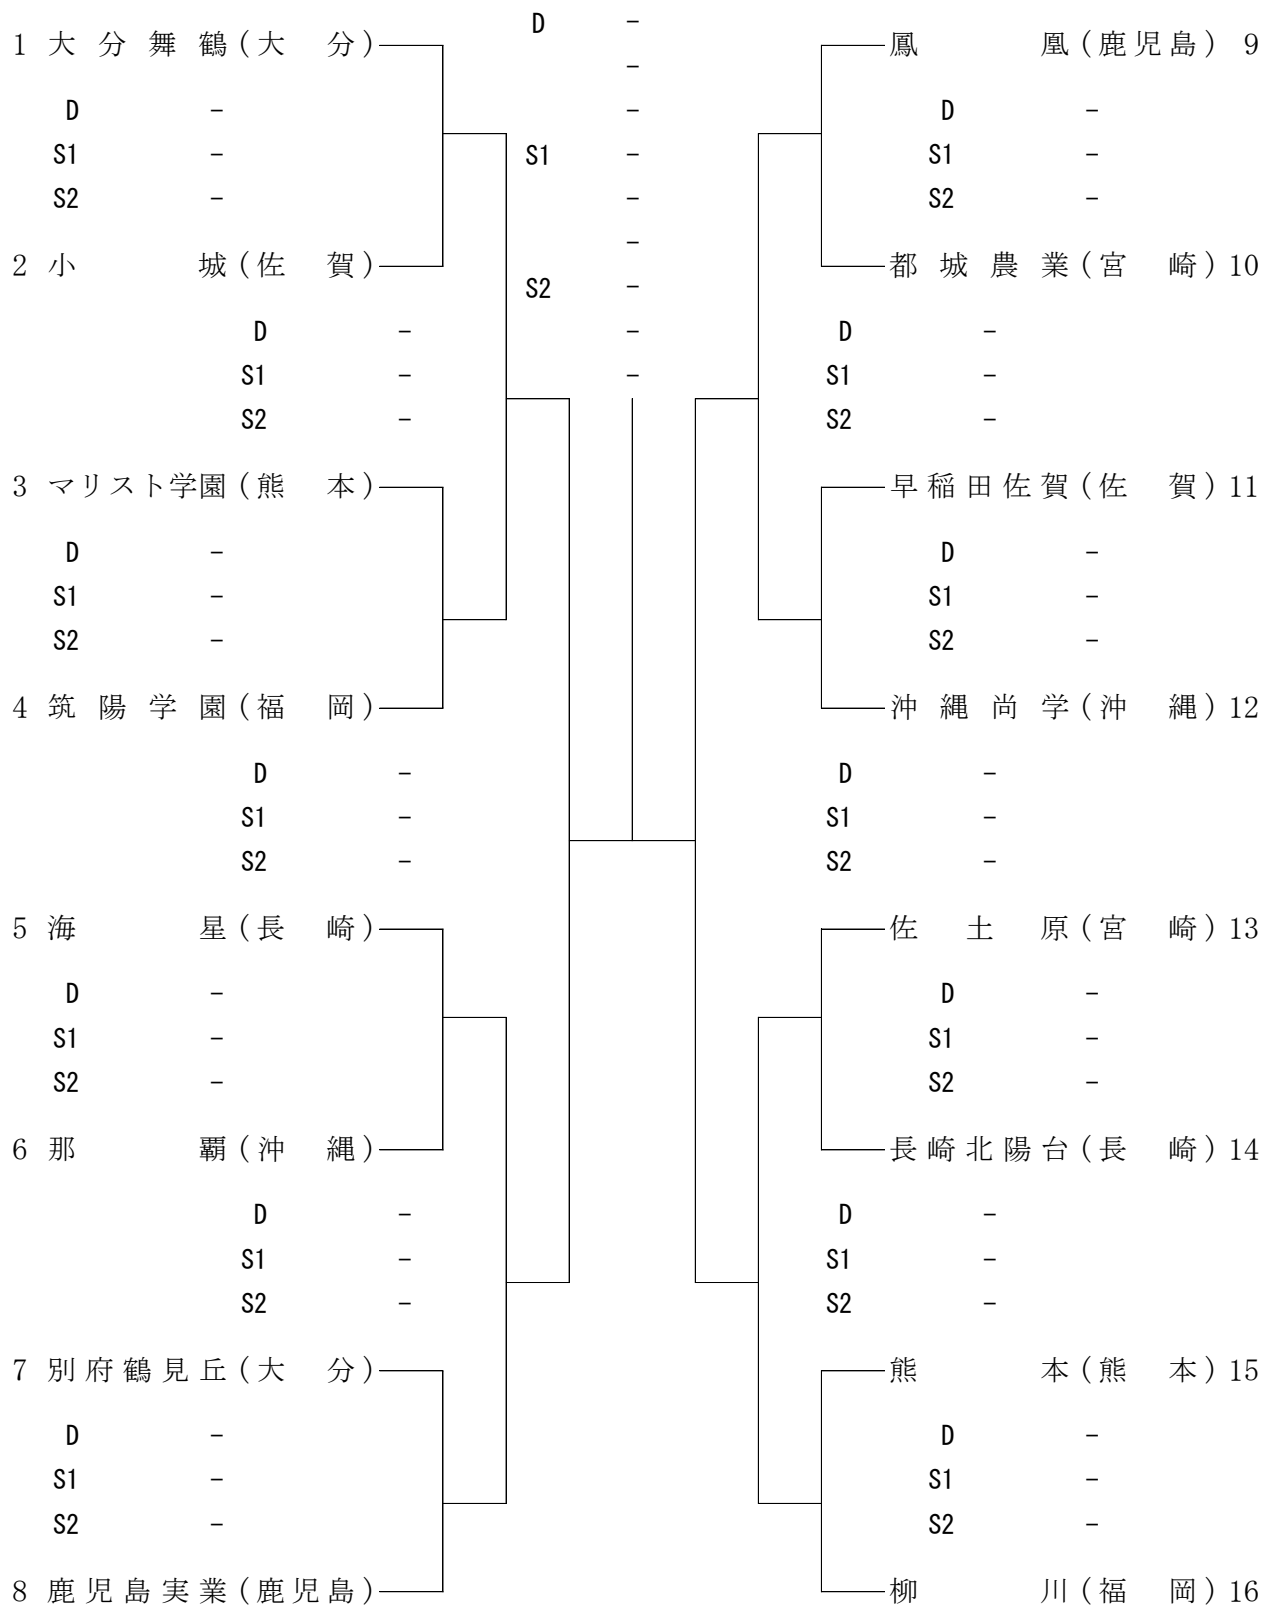 1 大分舞鶴(大 分)
D -
S1 -
S2 -
2 小 城(佐 賀)
D -
S1 -
S2 -
3 マリスト学園(熊 本)
D -
S1 -
S2 -
4 筑陽学園(福 岡)
D -
S1 -
S2 -
5 海 星(長 崎)
D -
S1 -
S2 -
6 那 覇(沖 縄)
D -
S1 -
S2 -
7 別府鶴見丘(大 分)
D -
S1 -
S2 -
8 鹿児島実業(鹿児島)
D -
-
-
S1 -
-
-
S2 -
-
-
鳳 凰(鹿児島) 9
D -
S1 -
S2 -
都城農業(宮 崎)10
D -
S1 -
S2 -
早稲田佐賀(佐 賀)11
D -
S1 -
S2 -
沖縄尚学(沖 縄)12
D -
S1 -
S2 -
佐土原(宮 崎)13
D -
S1 -
S2 -
長崎北陽台(長 崎)14
D -
S1 -
S2 -
熊 本(熊 本)15
D -
S1 -
S2 -
柳 川(福 岡)16